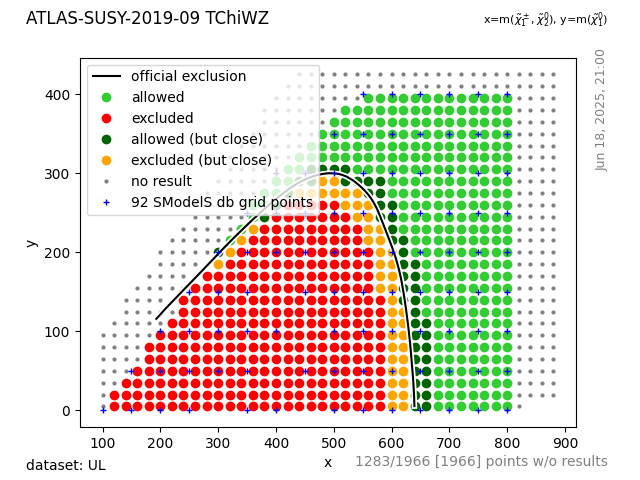 ATLAS-SUSY-2019-09 TChiWZ
x=m(χ̃₁±, χ̃₂⁰), y=m(χ̃₁⁰)
official exclusion
allowed
excluded
allowed (but close)
excluded (but close)
no result
92 SModelS db grid points
Jun 18, 2025, 21:00
y
400
300
200
100
0
100 200 300 400 500 600 700 800 900
x
dataset: UL
1283/1966 [1966] points w/o results